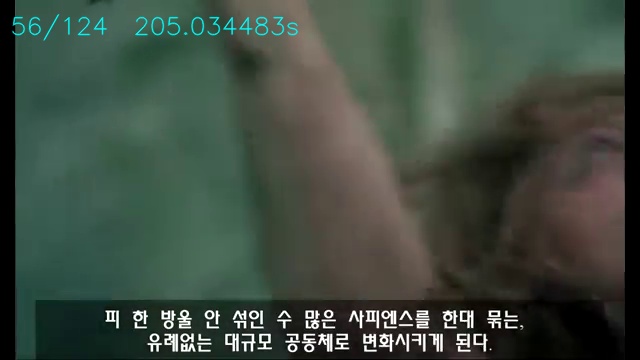 56/124 205.034483s
피 한 방울 안 섞인 수 많은 사피엔스를 한대 묶는,
유례없는 대규모 공동체로 변화시키게 된다.